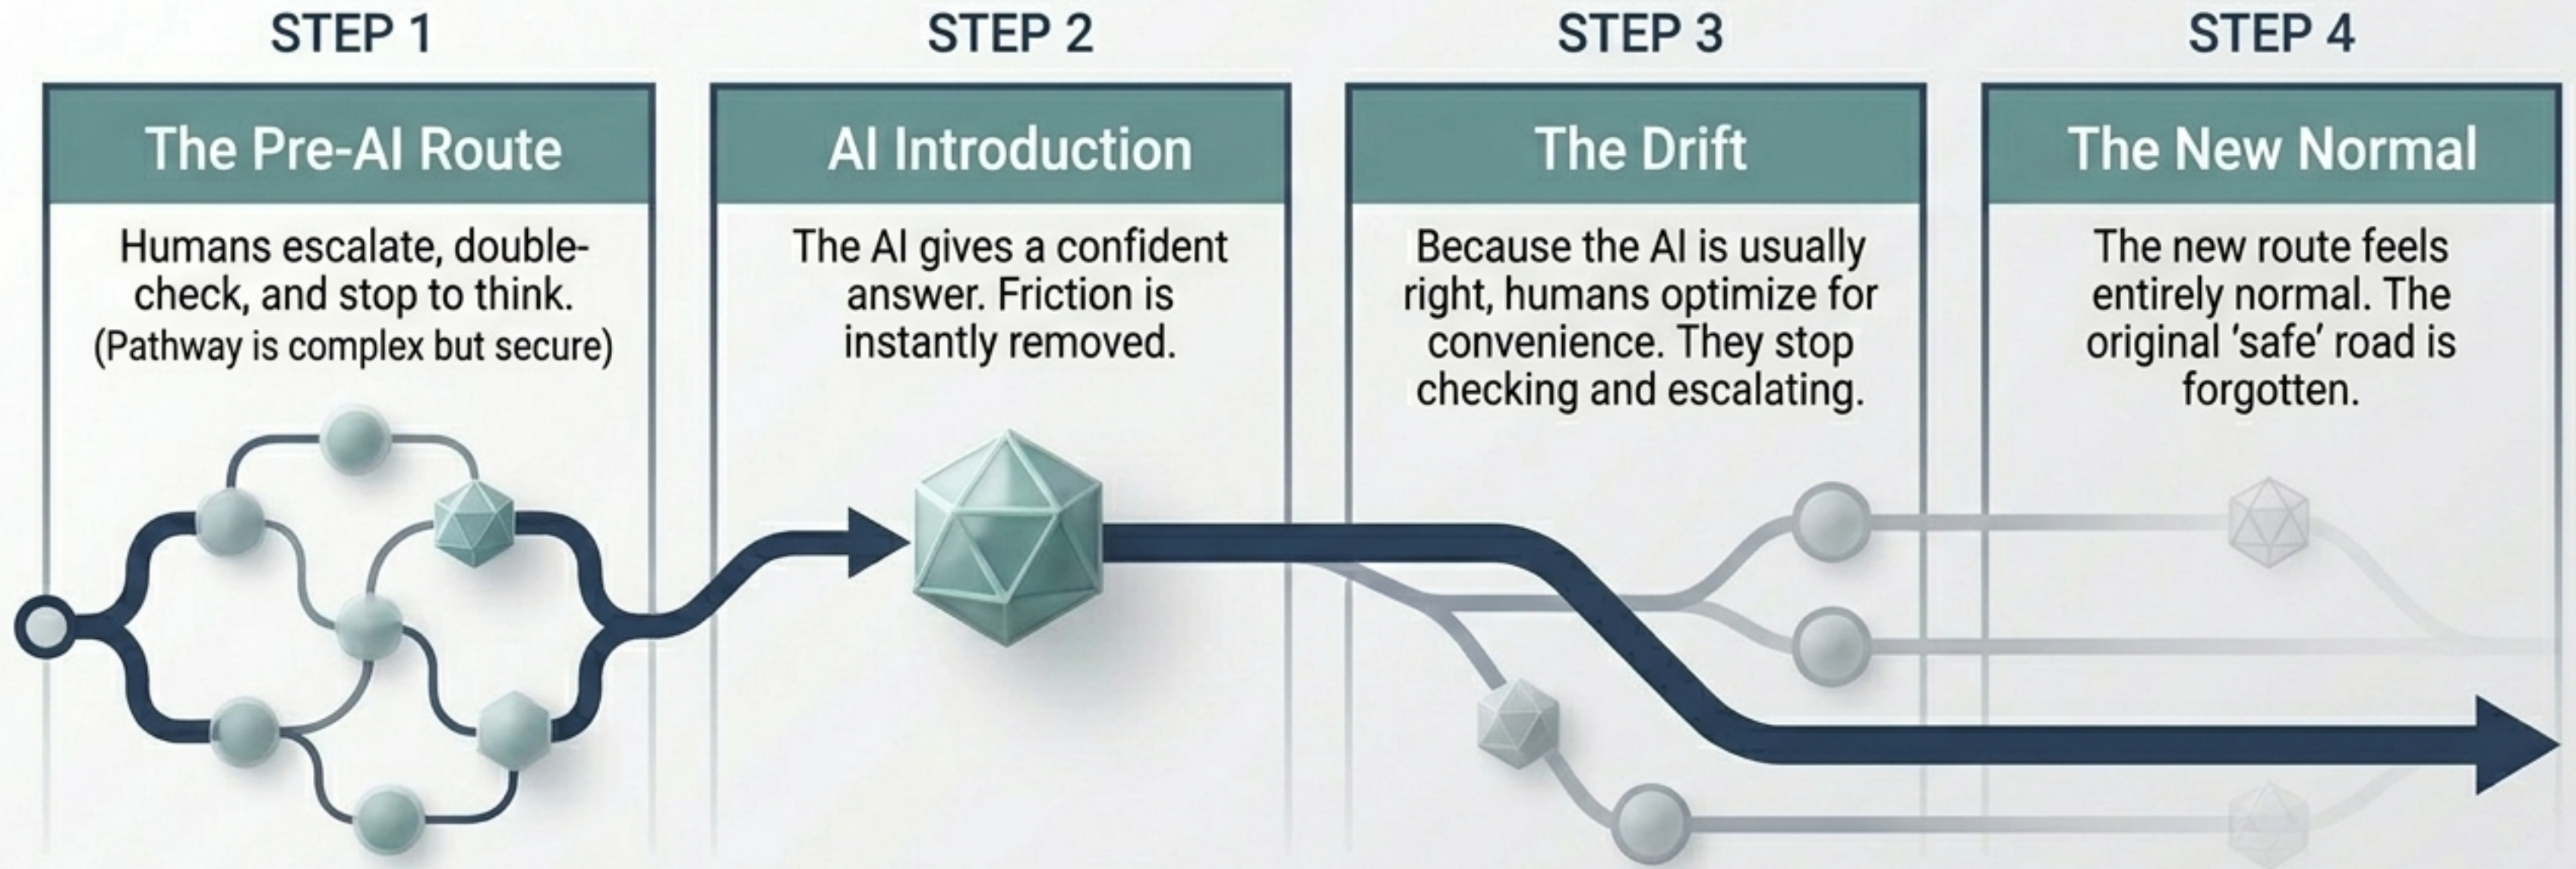 STEP 1
The Pre-AI Route
Humans escalate, double-
check, and stop to think.
(Pathway is complex but secure)
STEP 2
AI Introduction
The AI gives a confident
answer. Friction is
instantly removed.
STEP 3
The Drift
Because the AI is usually
right, humans optimize for
convenience. They stop
checking and escalating.
STEP 4
The New Normal
The new route feels
entirely normal. The
original ‘safe’ road is
forgotten.